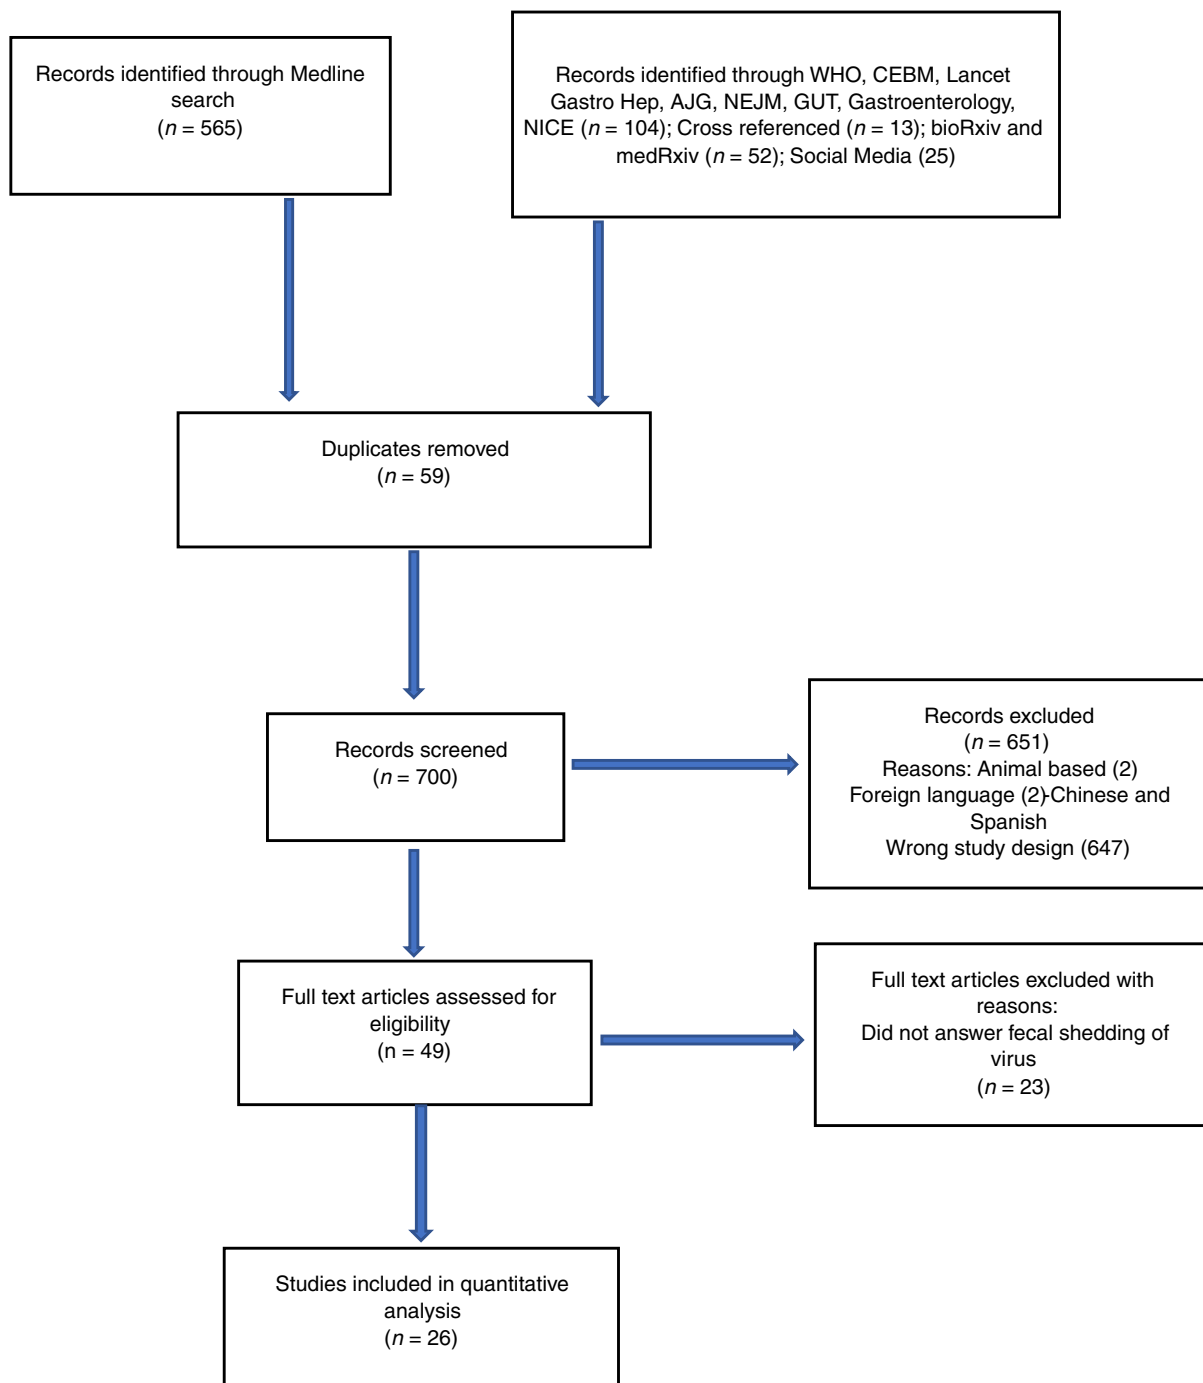 Records identified through Medline
search
(n = 565)
Records identified through WHO, CEBM, Lancet
Gastro Hep, AJG, NEJM, GUT, Gastroenterology,
NICE (n = 104); Cross referenced (n = 13); bioRxiv and
medRxiv (n = 52); Social Media (25)
Duplicates removed
(n = 59)
Records screened
(n = 700)
Records excluded
(n = 651)
Reasons: Animal based (2)
Foreign language (2)-Chinese and
Spanish
Wrong study design (647)
Full text articles assessed for
eligibility
(n = 49)
Full text articles excluded with
reasons:
Did not answer fecal shedding of
virus
(n = 23)
Studies included in quantitative
analysis
(n = 26)